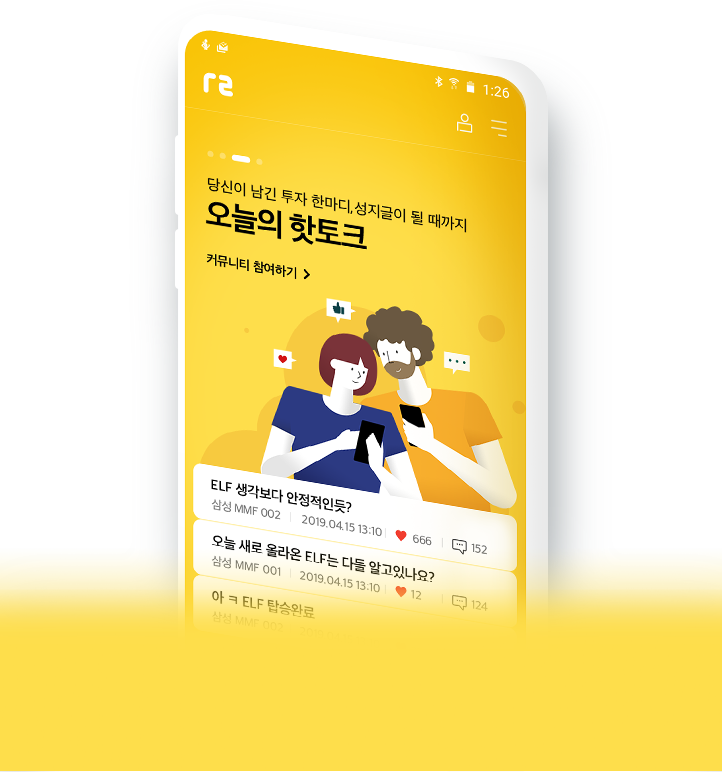 1:26
rz
당신이 남긴 투자 한마디,성지글이 될 때까지
오늘의 핫토크
커뮤니티 참여하기
ELF 생각보다 안정적인듯?
삼성 MMF 002 | 2019.04.15 13:10 | 666 | 152
오늘 새로 올라온 ELF는 다들 알고있나요?
삼성 MMF 001 | 2019.04.15 13:10 | 12 | 124
아 ㅋ ELF 탑승완료
삼성 MMF 002